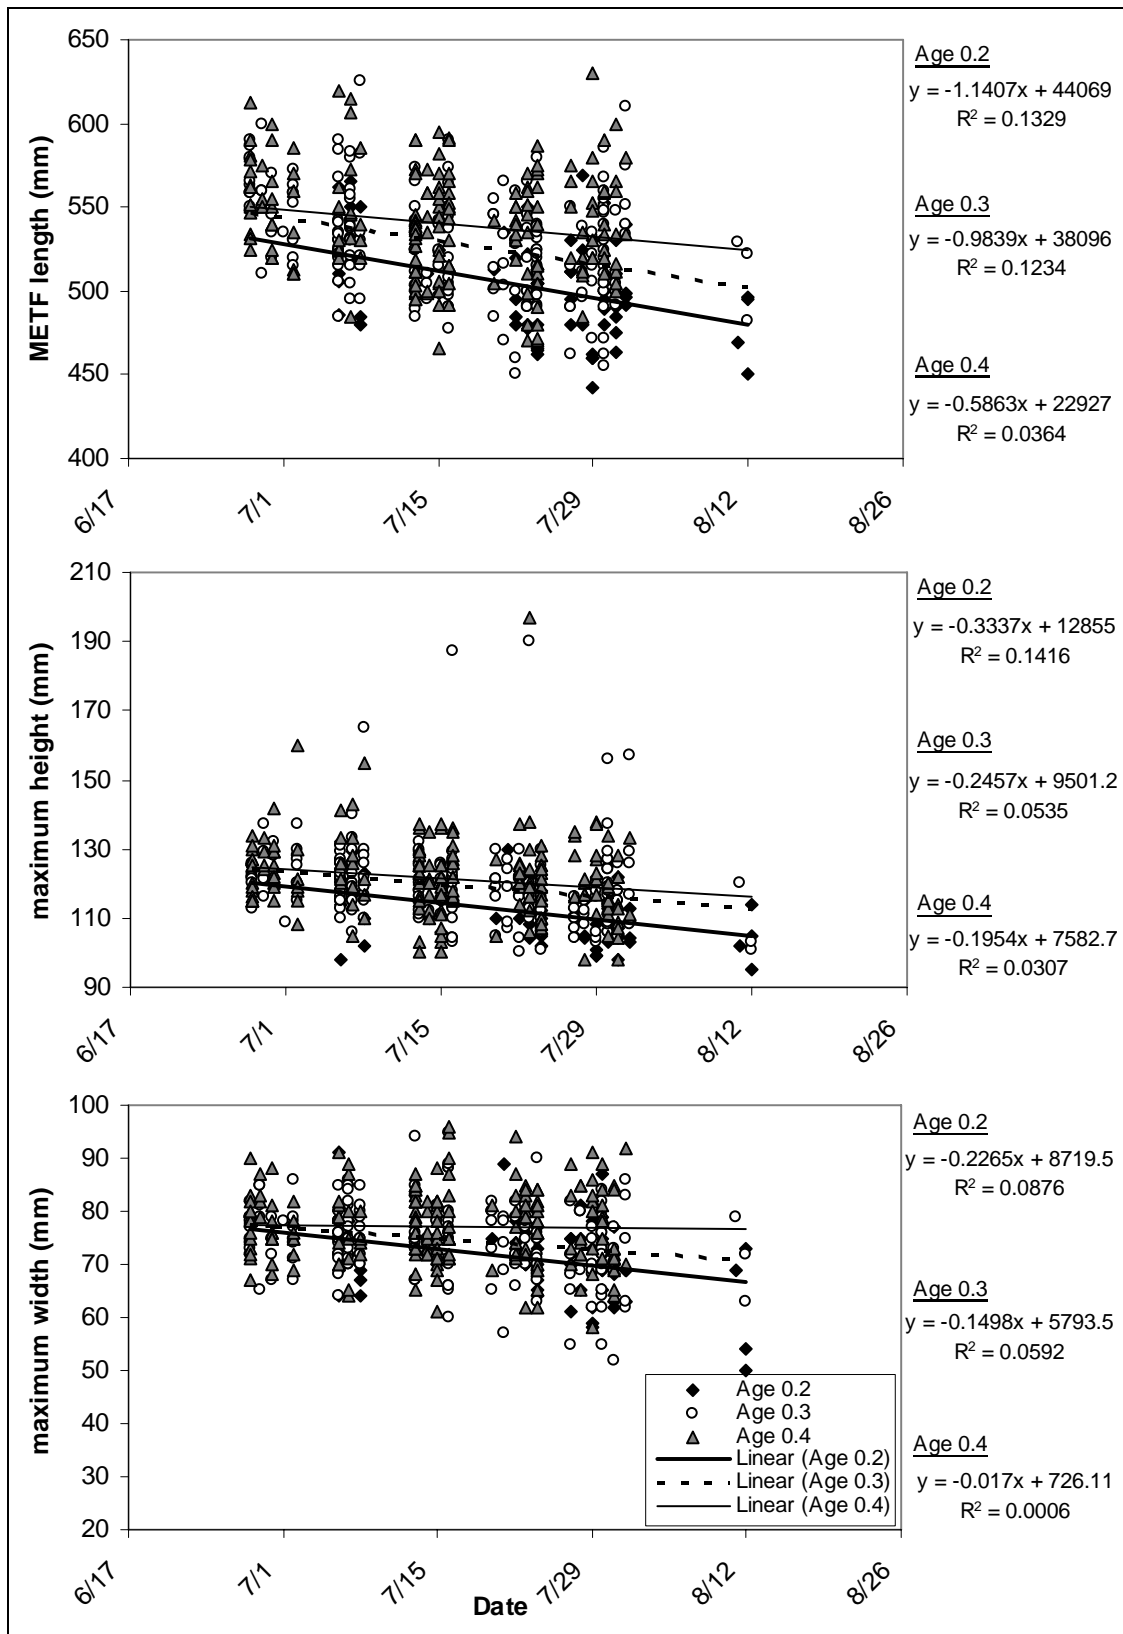 650
600
550
500
450
400
METF length (mm)
6/17
7/1
7/15
7/29
8/12
8/26
Age 0.2
y = -1.1407x + 44069
R² = 0.1329
Age 0.3
y = -0.9839x + 38096
R² = 0.1234
Age 0.4
y = -0.5863x + 22927
R² = 0.0364
210
190
170
150
130
110
90
maximum height (mm)
6/17
7/1
7/15
7/29
8/12
8/26
Age 0.2
y = -0.3337x + 12855
R² = 0.1416
Age 0.3
y = -0.2457x + 9501.2
R² = 0.0535
Age 0.4
y = -0.1954x + 7582.7
R² = 0.0307
100
90
80
70
60
50
40
30
20
maximum width (mm)
6/17
7/1
7/15
7/29
8/12
8/26
Date
Age 0.2
Age 0.3
Age 0.4
Linear (Age 0.2)
Linear (Age 0.3)
Linear (Age 0.4)
Age 0.2
y = -0.2265x + 8719.5
R² = 0.0876
Age 0.3
y = -0.1498x + 5793.5
R² = 0.0592
Age 0.4
y = -0.017x + 726.11
R² = 0.0006